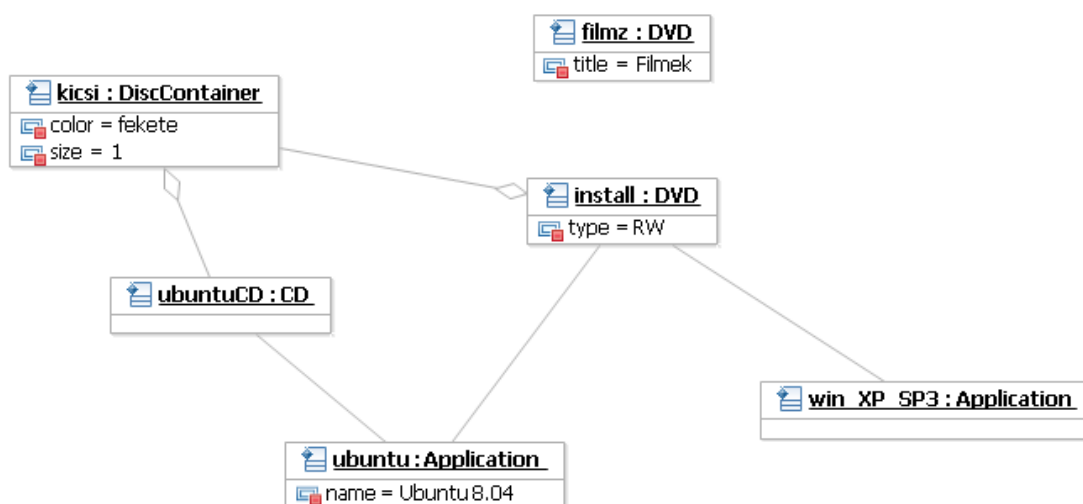 filmz : DVD
title = Filmek
kicsi : DiscContainer
color = fekete
size = 1
install : DVD
type = RW
ubuntuCD : CD
win_XP_SP3 : Application
ubuntu : Application
name = Ubuntu 8.04